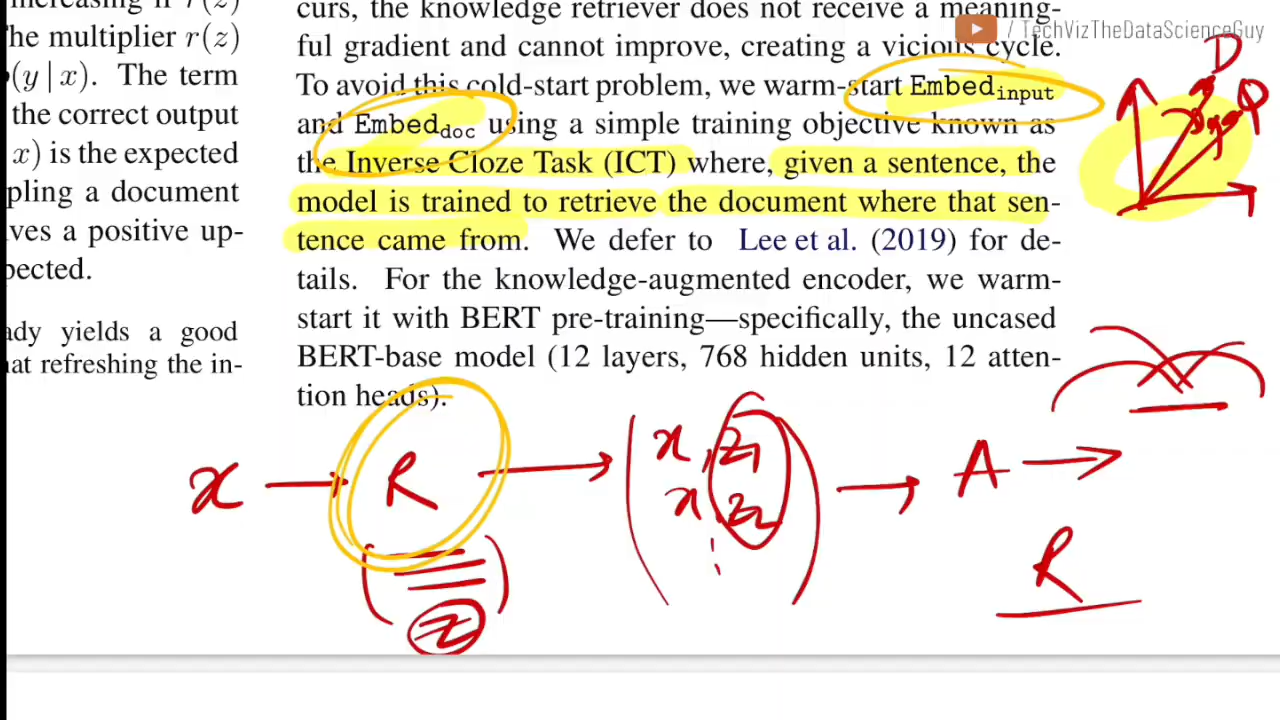 The multiplier r(z)
(y | x). The term
the correct output
x) is the expected
pling a document
ves a positive up-
pected.
ady yields a good
at refreshing the in-
curs, the knowledge retriever does not receive a meaning-
ful gradient and cannot improve, creating a vicious cycle.
To avoid this cold-start problem, we warm-start Embed_input
and Embed_doc using a simple training objective known as
the Inverse Cloze Task (ICT) where, given a sentence, the
model is trained to retrieve the document where that sen-
tence came from. We defer to Lee et al. (2019) for de-
tails. For the knowledge-augmented encoder, we warm-
start it with BERT pre-training—specifically, the uncased
BERT-base model (12 layers, 768 hidden units, 12 atten-
tion heads).
/ TechVizTheDataScienceGuy
D
x → R → ( x, z1 → A →
x, z2
⋮
z
R